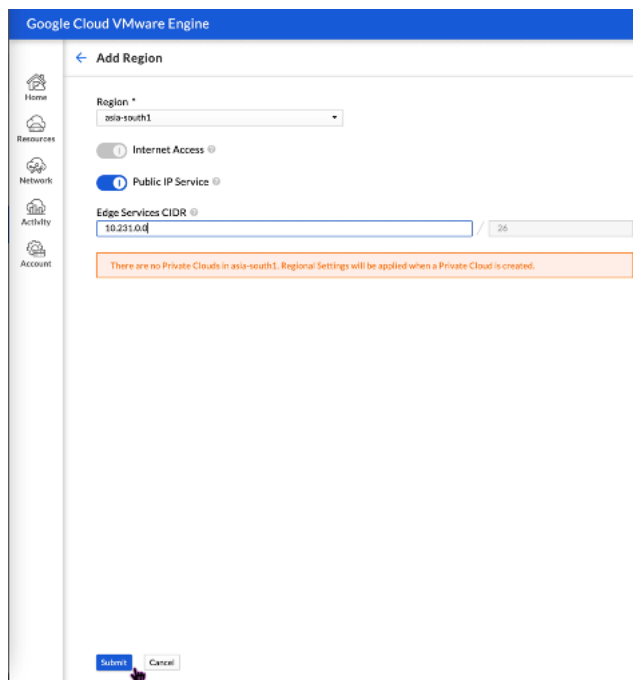 Google Cloud VMware Engine
Add Region
Home
Resources
Network
Activity
Account
Region *
asia-south1
Internet Access
Public IP Service
Edge Services CIDR
10.231.0.0
/ 26
There are no Private Clouds in asia-south1. Regional Settings will be applied when a Private Cloud is created.
Submit Cancel